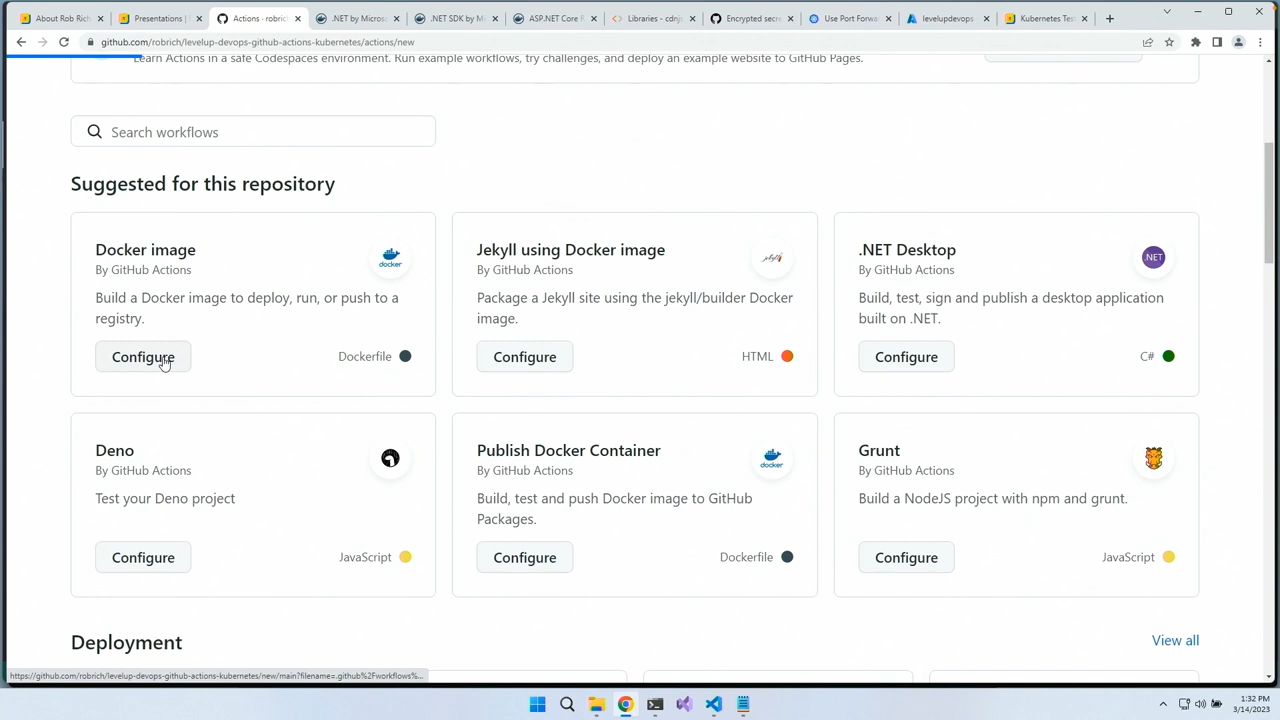 About Rob Rich
Presentations |
Actions · robric
.NET by Micros
.NET SDK by Mi
ASP.NET Core R
Libraries - cdnjs
Encrypted secre
Use Port Forwa
levelupdevops
Kubernetes Tes
github.com/robrich/levelup-devops-github-actions-kubernetes/actions/new
Learn Actions in a safe Codespaces environment. Run example workflows, try challenges, and deploy an example website to GitHub Pages.
Search workflows
Suggested for this repository
Docker image
By GitHub Actions
docker
Build a Docker image to deploy, run, or push to a
registry.
Configure
Dockerfile
Jekyll using Docker image
By GitHub Actions
jekyll
Package a Jekyll site using the jekyll/builder Docker
image.
Configure
HTML
.NET Desktop
By GitHub Actions
.NET
Build, test, sign and publish a desktop application
built on .NET.
Configure
C#
Deno
By GitHub Actions
Test your Deno project
Configure
JavaScript
Publish Docker Container
By GitHub Actions
docker
Build, test and push Docker image to GitHub
Packages.
Configure
Dockerfile
Grunt
By GitHub Actions
Build a NodeJS project with npm and grunt.
Configure
JavaScript
Deployment
View all
https://github.com/robrich/levelup-devops-github-actions-kubernetes/new/main?filename=.github%2Fworkflows%...
1:32 PM
3/14/2023